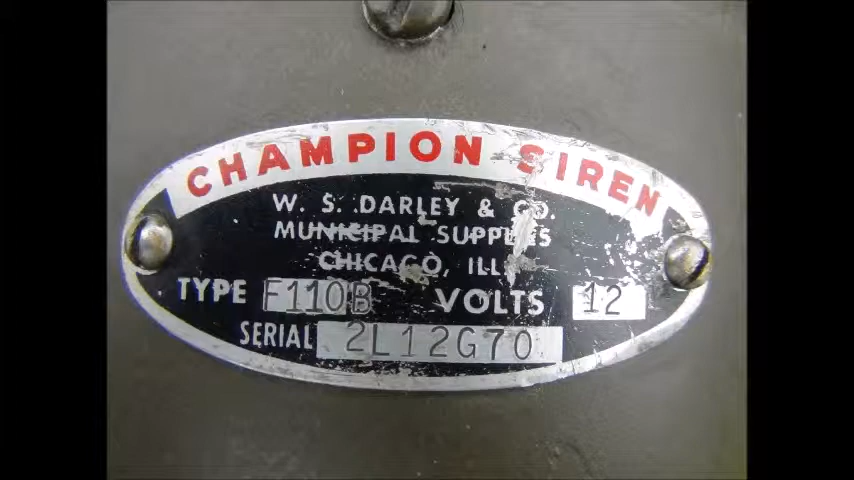 CHAMPION SIREN
W. S. DARLEY & CO.
MUNICIPAL SUPPLIES
CHICAGO, ILL.
TYPE F110B VOLTS 12
SERIAL 2L12G70